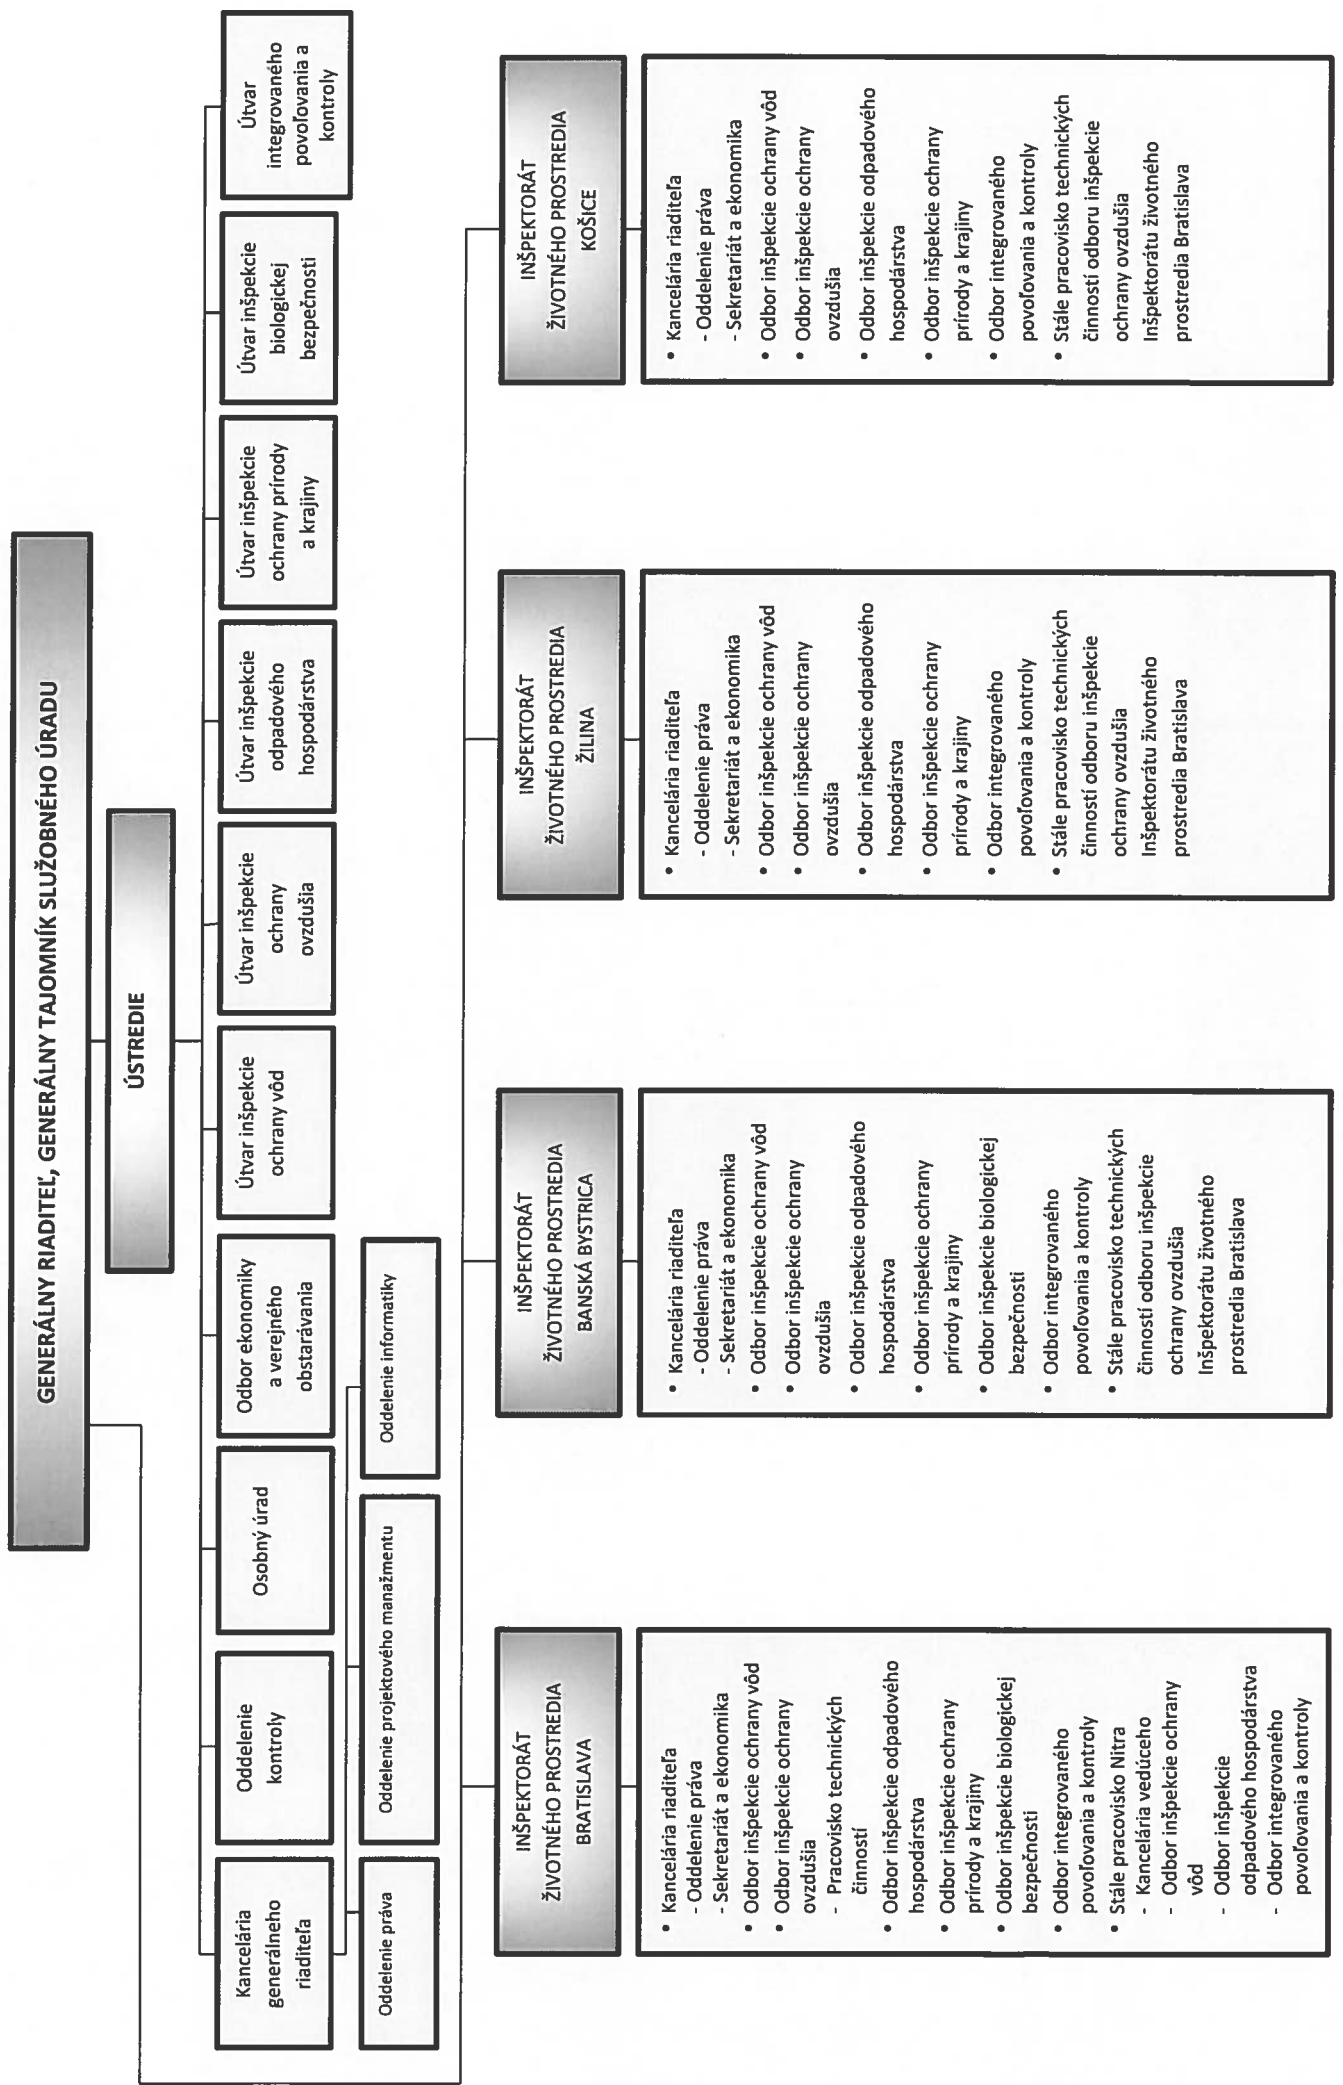 GENERÁLNY RIADITEĽ, GENERÁLNY TAJOMNÍK SLUŽOBNÉHO ÚRADU
ÚSTREDIE
Kancelária
generálneho
riaditeľa
Oddelenie
kontroly
Osobný úrad
Odbor ekonomiky
a verejného
obstarávania
Útvar inšpekcie
ochrany vôd
Útvar inšpekcie
ochrany
ovzdušia
Útvar inšpekcie
odpadového
hospodárstva
Útvar inšpekcie
ochrany prírody
a krajiny
Útvar inšpekcie
biologickej
bezpečnosti
Útvar
integrovaného
povoľovania a
kontroly
Oddelenie práva
Oddelenie projektového manažmentu
Oddelenie informatiky
INŠPEKTORÁT
ŽIVOTNÉHO PROSTREDIA
BRATISLAVA
• Kancelária riaditeľa
- Oddelenie práva
- Sekretariát a ekonomika
• Odbor inšpekcie ochrany vôd
• Odbor inšpekcie ochrany
ovzdušia
- Pracovisko technických
činností
• Odbor inšpekcie odpadového
hospodárstva
• Odbor inšpekcie ochrany
prírody a krajiny
• Odbor inšpekcie biologickej
bezpečnosti
• Odbor integrovaného
povoľovania a kontroly
• Stále pracovisko Nitra
- Kancelária vedúceho
- Odbor inšpekcie ochrany
vôd
- Odbor inšpekcie
odpadového hospodárstva
- Odbor integrovaného
povoľovania a kontroly
INŠPEKTORÁT
ŽIVOTNÉHO PROSTREDIA
BANSKÁ BYSTRICA
• Kancelária riaditeľa
- Oddelenie práva
- Sekretariát a ekonomika
• Odbor inšpekcie ochrany vôd
• Odbor inšpekcie ochrany
ovzdušia
• Odbor inšpekcie odpadového
hospodárstva
• Odbor inšpekcie ochrany
prírody a krajiny
• Odbor inšpekcie biologickej
bezpečnosti
• Odbor integrovaného
povoľovania a kontroly
• Stále pracovisko technických
činností odboru inšpekcie
ochrany ovzdušia
Inšpektorátu životného
prostredia Bratislava
INŠPEKTORÁT
ŽIVOTNÉHO PROSTREDIA
ŽILINA
• Kancelária riaditeľa
- Oddelenie práva
- Sekretariát a ekonomika
• Odbor inšpekcie ochrany vôd
• Odbor inšpekcie ochrany
ovzdušia
• Odbor inšpekcie odpadového
hospodárstva
• Odbor inšpekcie ochrany
prírody a krajiny
• Odbor integrovaného
povoľovania a kontroly
• Stále pracovisko technických
činností odboru inšpekcie
ochrany ovzdušia
Inšpektorátu životného
prostredia Bratislava
INŠPEKTORÁT
ŽIVOTNÉHO PROSTREDIA
KOŠICE
• Kancelária riaditeľa
- Oddelenie práva
- Sekretariát a ekonomika
• Odbor inšpekcie ochrany vôd
• Odbor inšpekcie ochrany
ovzdušia
• Odbor inšpekcie odpadového
hospodárstva
• Odbor inšpekcie ochrany
prírody a krajiny
• Odbor integrovaného
povoľovania a kontroly
• Stále pracovisko technických
činností odboru inšpekcie
ochrany ovzdušia
Inšpektorátu životného
prostredia Bratislava